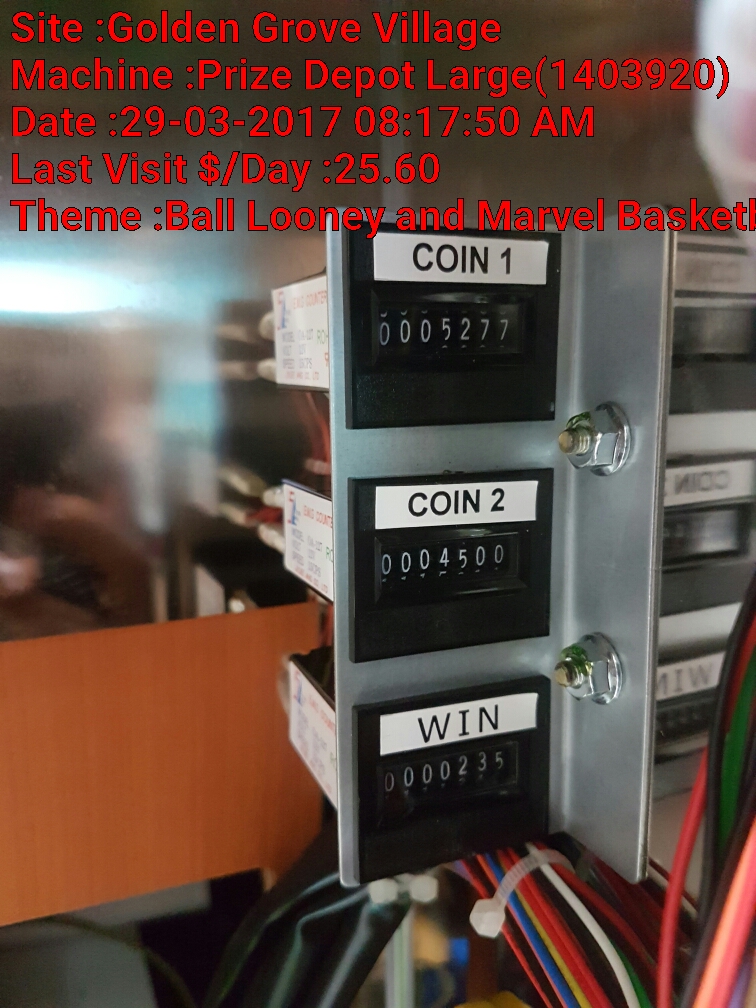 Site :Golden Grove Village
Machine :Prize Depot Large(1403920)
Date :29-03-2017 08:17:50 AM
Last Visit $/Day :25.60
Theme :Ball Looney and Marvel Basketb
COIN 1
0005277
COIN 2
0004500
WIN
0000235